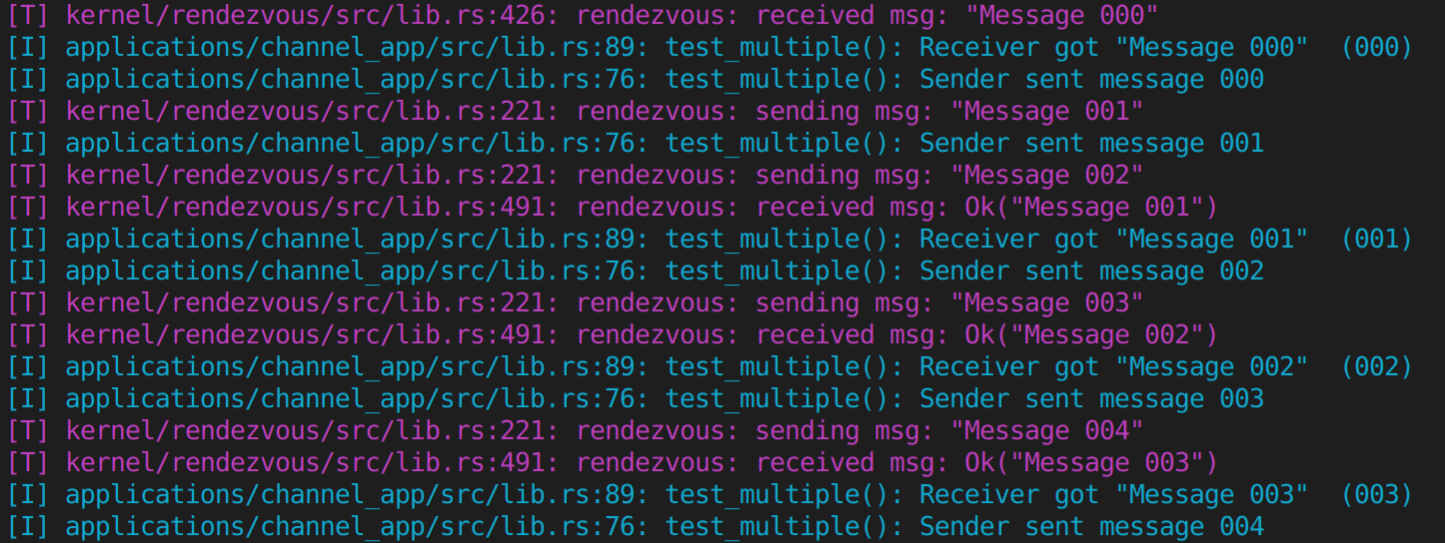 [T] kernel/rendezvous/src/lib.rs:426: rendezvous: received msg: "Message 000"
[I] applications/channel_app/src/lib.rs:89: test_multiple(): Receiver got "Message 000"  (000)
[I] applications/channel_app/src/lib.rs:76: test_multiple(): Sender sent message 000
[T] kernel/rendezvous/src/lib.rs:221: rendezvous: sending msg: "Message 001"
[I] applications/channel_app/src/lib.rs:76: test_multiple(): Sender sent message 001
[T] kernel/rendezvous/src/lib.rs:221: rendezvous: sending msg: "Message 002"
[T] kernel/rendezvous/src/lib.rs:491: rendezvous: received msg: Ok("Message 001")
[I] applications/channel_app/src/lib.rs:89: test_multiple(): Receiver got "Message 001"  (001)
[I] applications/channel_app/src/lib.rs:76: test_multiple(): Sender sent message 002
[T] kernel/rendezvous/src/lib.rs:221: rendezvous: sending msg: "Message 003"
[T] kernel/rendezvous/src/lib.rs:491: rendezvous: received msg: Ok("Message 002")
[I] applications/channel_app/src/lib.rs:89: test_multiple(): Receiver got "Message 002"  (002)
[I] applications/channel_app/src/lib.rs:76: test_multiple(): Sender sent message 003
[T] kernel/rendezvous/src/lib.rs:221: rendezvous: sending msg: "Message 004"
[T] kernel/rendezvous/src/lib.rs:491: rendezvous: received msg: Ok("Message 003")
[I] applications/channel_app/src/lib.rs:89: test_multiple(): Receiver got "Message 003"  (003)
[I] applications/channel_app/src/lib.rs:76: test_multiple(): Sender sent message 004